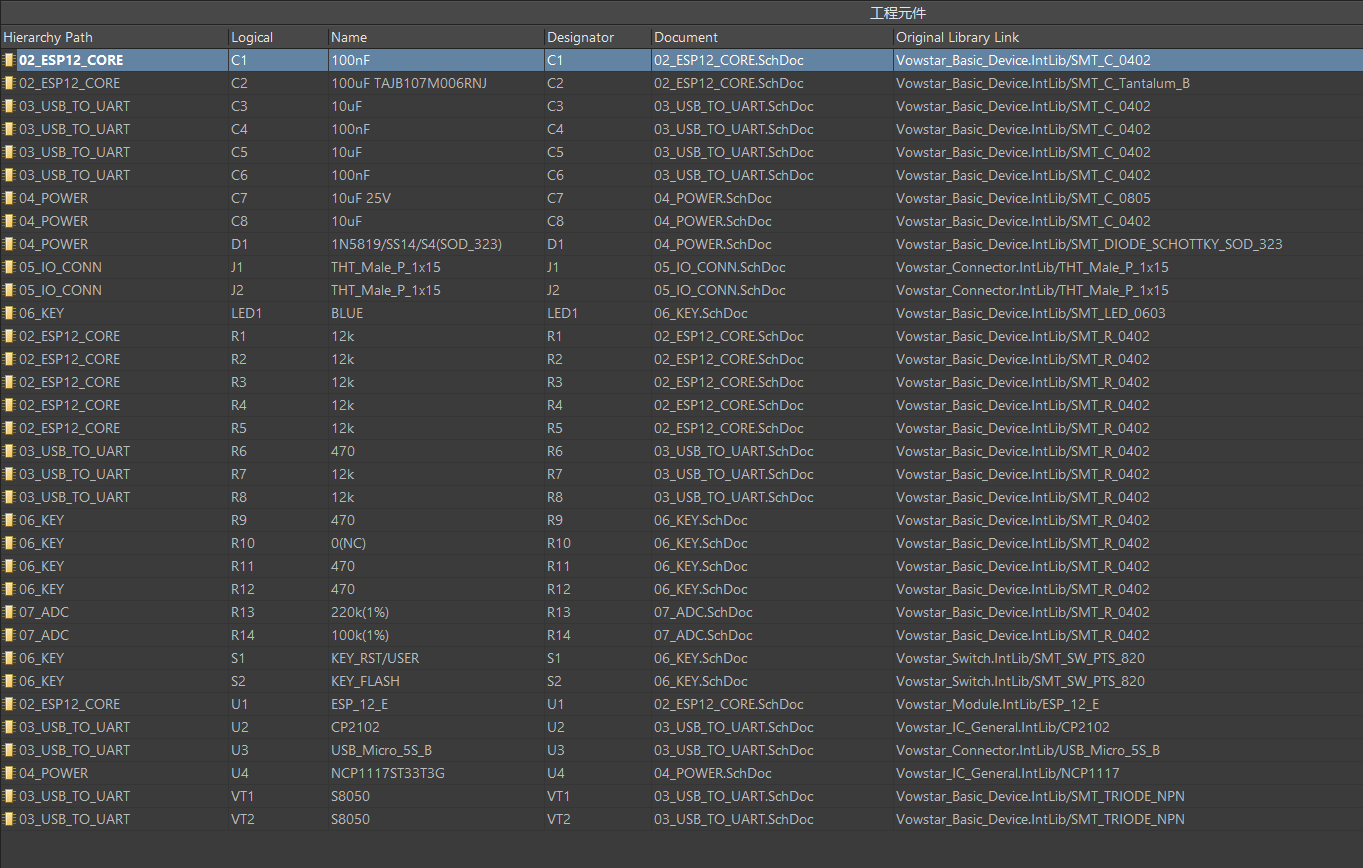 工程元件
Hierarchy Path Logical Name Designator Document Original Library Link
02_ESP12_CORE C1 100nF C1 02_ESP12_CORE.SchDoc Vowstar_Basic_Device.IntLib/SMT_C_0402
02_ESP12_CORE C2 100uF TAJB107M006RNJ C2 02_ESP12_CORE.SchDoc Vowstar_Basic_Device.IntLib/SMT_C_Tantalum_B
03_USB_TO_UART C3 10uF C3 03_USB_TO_UART.SchDoc Vowstar_Basic_Device.IntLib/SMT_C_0402
03_USB_TO_UART C4 100nF C4 03_USB_TO_UART.SchDoc Vowstar_Basic_Device.IntLib/SMT_C_0402
03_USB_TO_UART C5 10uF C5 03_USB_TO_UART.SchDoc Vowstar_Basic_Device.IntLib/SMT_C_0402
03_USB_TO_UART C6 100nF C6 03_USB_TO_UART.SchDoc Vowstar_Basic_Device.IntLib/SMT_C_0402
04_POWER C7 10uF 25V C7 04_POWER.SchDoc Vowstar_Basic_Device.IntLib/SMT_C_0805
04_POWER C8 10uF C8 04_POWER.SchDoc Vowstar_Basic_Device.IntLib/SMT_C_0402
04_POWER D1 1N5819/SS14/S4(SOD_323) D1 04_POWER.SchDoc Vowstar_Basic_Device.IntLib/SMT_DIODE_SCHOTTKY_SOD_323
05_IO_CONN J1 THT_Male_P_1x15 J1 05_IO_CONN.SchDoc Vowstar_Connector.IntLib/THT_Male_P_1x15
05_IO_CONN J2 THT_Male_P_1x15 J2 05_IO_CONN.SchDoc Vowstar_Connector.IntLib/THT_Male_P_1x15
06_KEY LED1 BLUE LED1 06_KEY.SchDoc Vowstar_Basic_Device.IntLib/SMT_LED_0603
02_ESP12_CORE R1 12k R1 02_ESP12_CORE.SchDoc Vowstar_Basic_Device.IntLib/SMT_R_0402
02_ESP12_CORE R2 12k R2 02_ESP12_CORE.SchDoc Vowstar_Basic_Device.IntLib/SMT_R_0402
02_ESP12_CORE R3 12k R3 02_ESP12_CORE.SchDoc Vowstar_Basic_Device.IntLib/SMT_R_0402
02_ESP12_CORE R4 12k R4 02_ESP12_CORE.SchDoc Vowstar_Basic_Device.IntLib/SMT_R_0402
02_ESP12_CORE R5 12k R5 02_ESP12_CORE.SchDoc Vowstar_Basic_Device.IntLib/SMT_R_0402
03_USB_TO_UART R6 470 R6 03_USB_TO_UART.SchDoc Vowstar_Basic_Device.IntLib/SMT_R_0402
03_USB_TO_UART R7 12k R7 03_USB_TO_UART.SchDoc Vowstar_Basic_Device.IntLib/SMT_R_0402
03_USB_TO_UART R8 12k R8 03_USB_TO_UART.SchDoc Vowstar_Basic_Device.IntLib/SMT_R_0402
06_KEY R9 470 R9 06_KEY.SchDoc Vowstar_Basic_Device.IntLib/SMT_R_0402
06_KEY R10 0(NC) R10 06_KEY.SchDoc Vowstar_Basic_Device.IntLib/SMT_R_0402
06_KEY R11 470 R11 06_KEY.SchDoc Vowstar_Basic_Device.IntLib/SMT_R_0402
06_KEY R12 470 R12 06_KEY.SchDoc Vowstar_Basic_Device.IntLib/SMT_R_0402
07_ADC R13 220k(1%) R13 07_ADC.SchDoc Vowstar_Basic_Device.IntLib/SMT_R_0402
07_ADC R14 100k(1%) R14 07_ADC.SchDoc Vowstar_Basic_Device.IntLib/SMT_R_0402
06_KEY S1 KEY_RST/USER S1 06_KEY.SchDoc Vowstar_Switch.IntLib/SMT_SW_PTS_820
06_KEY S2 KEY_FLASH S2 06_KEY.SchDoc Vowstar_Switch.IntLib/SMT_SW_PTS_820
02_ESP12_CORE U1 ESP_12_E U1 02_ESP12_CORE.SchDoc Vowstar_Module.IntLib/ESP_12_E
03_USB_TO_UART U2 CP2102 U2 03_USB_TO_UART.SchDoc Vowstar_IC_General.IntLib/CP2102
03_USB_TO_UART U3 USB_Micro_5S_B U3 03_USB_TO_UART.SchDoc Vowstar_Connector.IntLib/USB_Micro_5S_B
04_POWER U4 NCP1117ST33T3G U4 04_POWER.SchDoc Vowstar_IC_General.IntLib/NCP1117
03_USB_TO_UART VT1 S8050 VT1 03_USB_TO_UART.SchDoc Vowstar_Basic_Device.IntLib/SMT_TRIODE_NPN
03_USB_TO_UART VT2 S8050 VT2 03_USB_TO_UART.SchDoc Vowstar_Basic_Device.IntLib/SMT_TRIODE_NPN